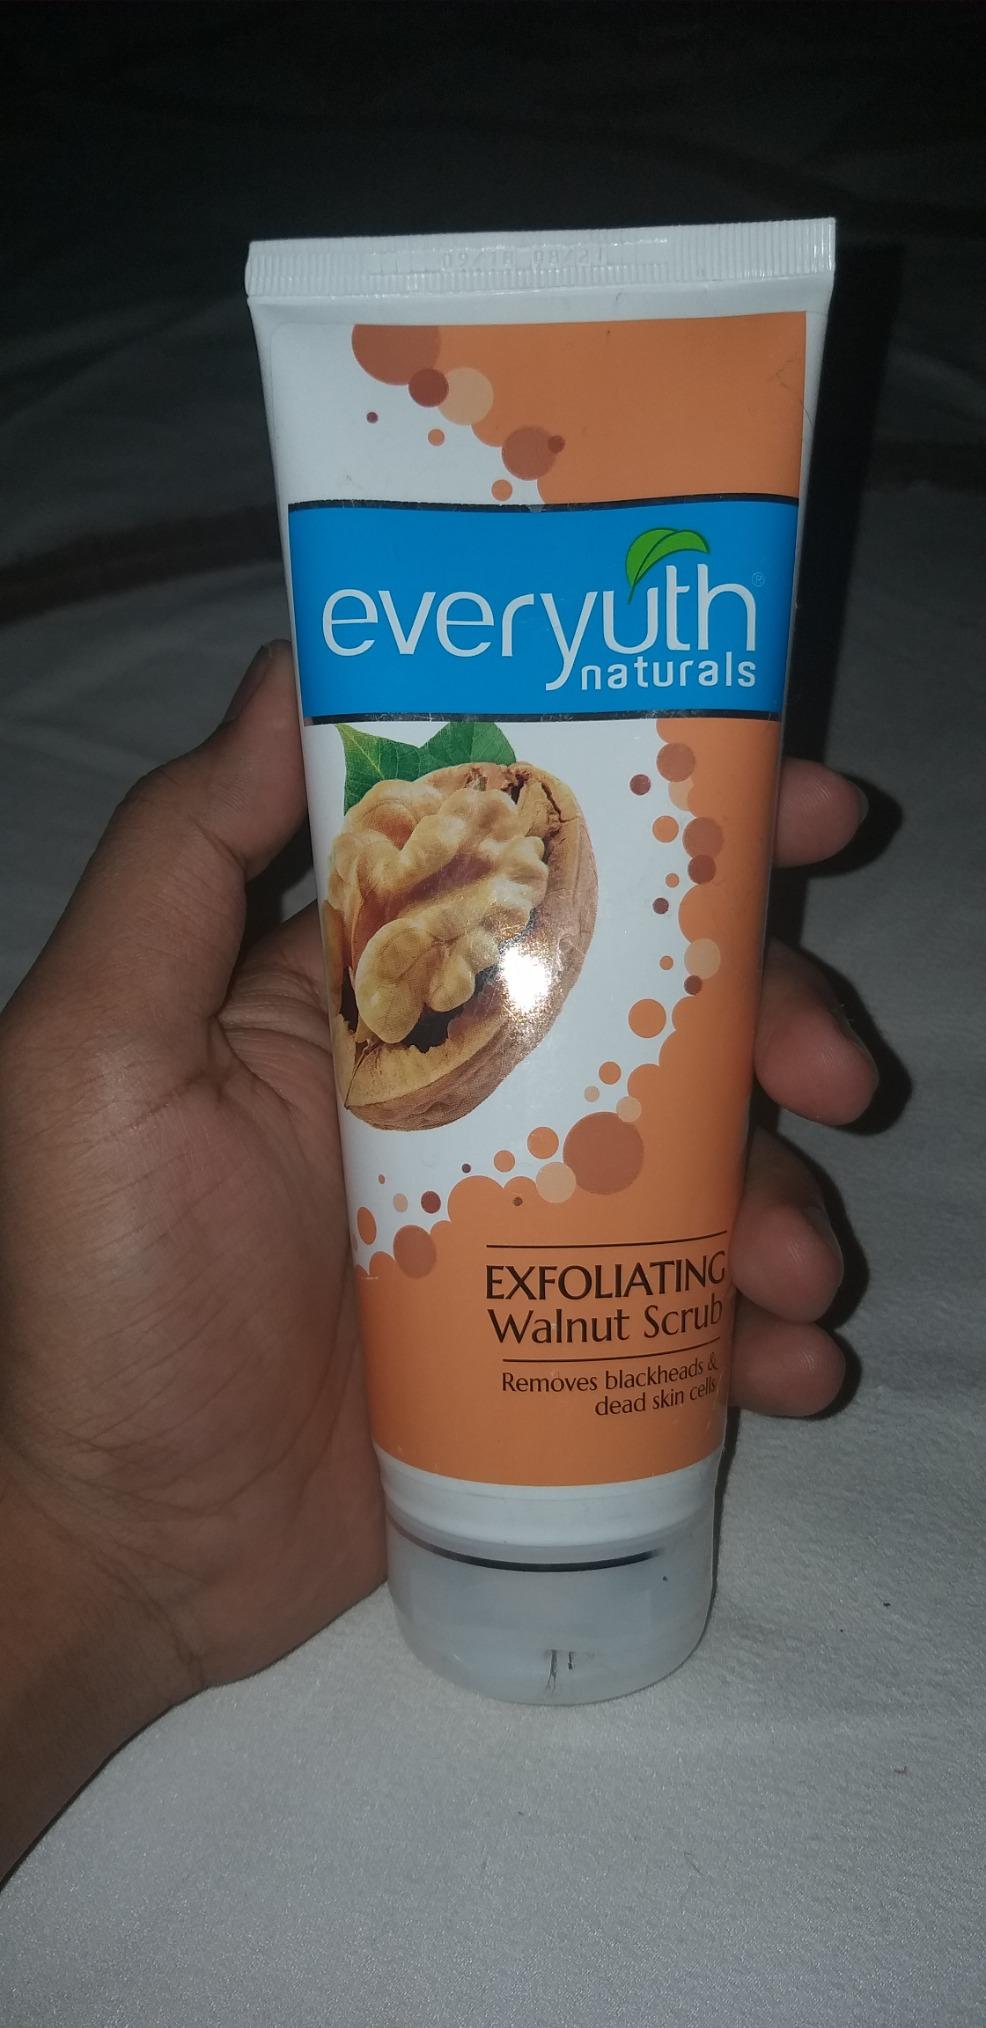 everyuth®
naturals
EXFOLIATING
Walnut Scrub
Removes blackheads &
dead skin cells